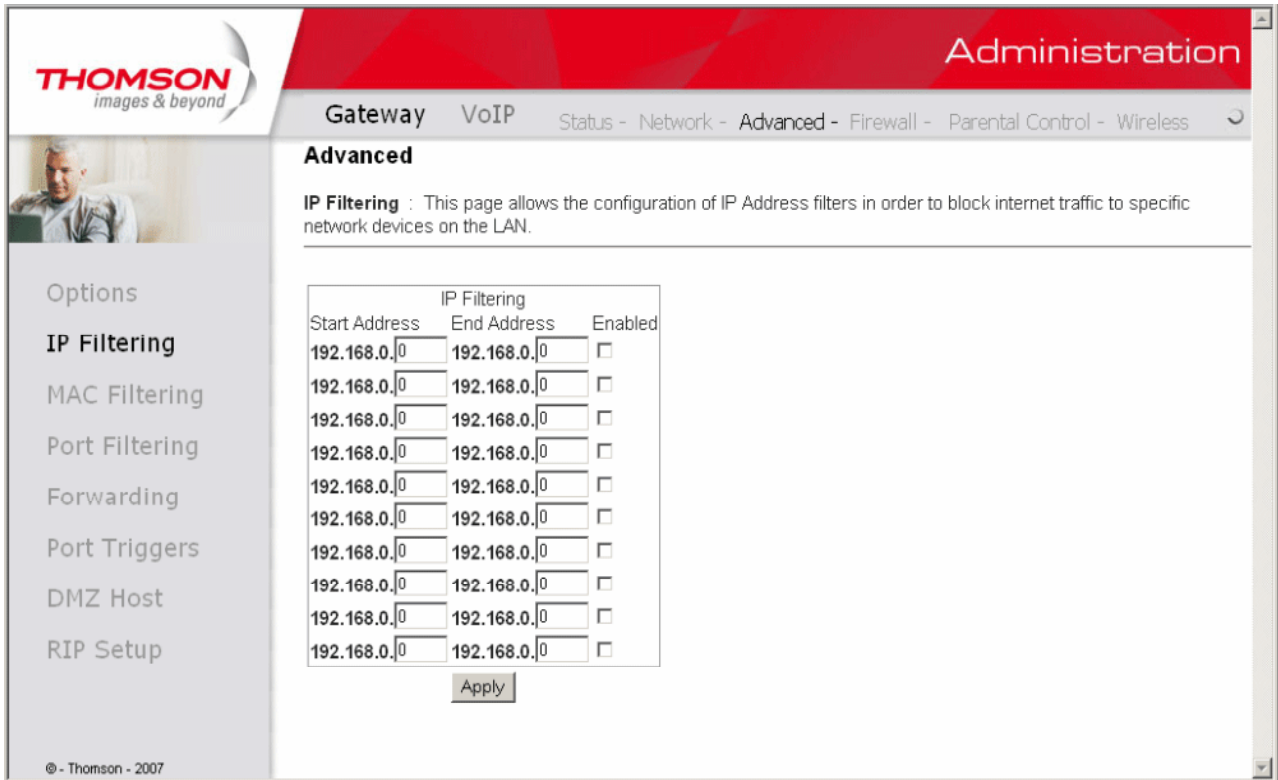 THOMSON
images & beyond
Administration
Gateway VoIP Status - Network - Advanced - Firewall - Parental Control - Wireless
Advanced
IP Filtering : This page allows the configuration of IP Address filters in order to block internet traffic to specific
network devices on the LAN.
Options
IP Filtering
MAC Filtering
Port Filtering
Forwarding
Port Triggers
DMZ Host
RIP Setup
IP Filtering
Start Address End Address Enabled
192.168.0.0 192.168.0.0
192.168.0.0 192.168.0.0
192.168.0.0 192.168.0.0
192.168.0.0 192.168.0.0
192.168.0.0 192.168.0.0
192.168.0.0 192.168.0.0
192.168.0.0 192.168.0.0
192.168.0.0 192.168.0.0
192.168.0.0 192.168.0.0
192.168.0.0 192.168.0.0
Apply
© - Thomson - 2007